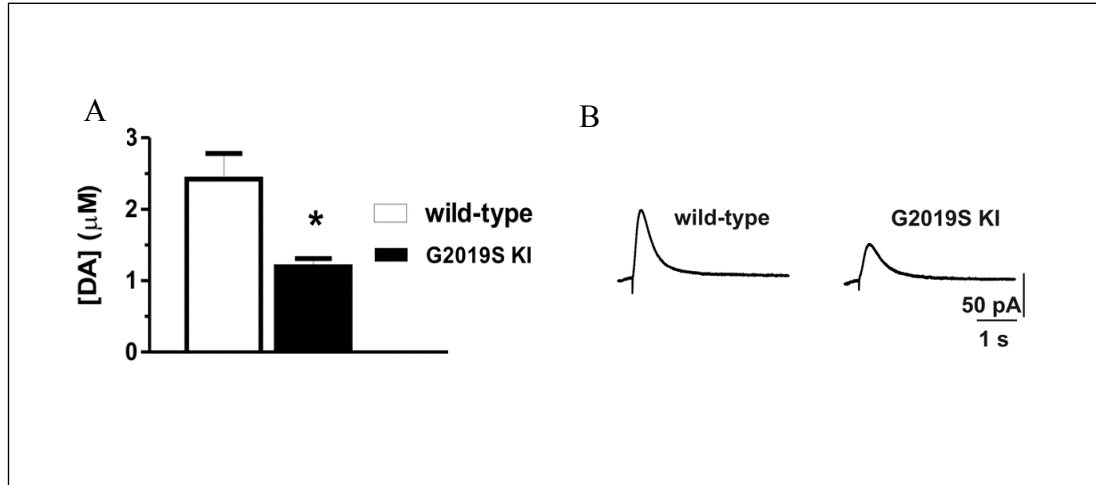 A
3
2
1
0
[DA] (μM)
*
wild-type
G2019S KI
B
wild-type
G2019S KI
50 pA
1 s